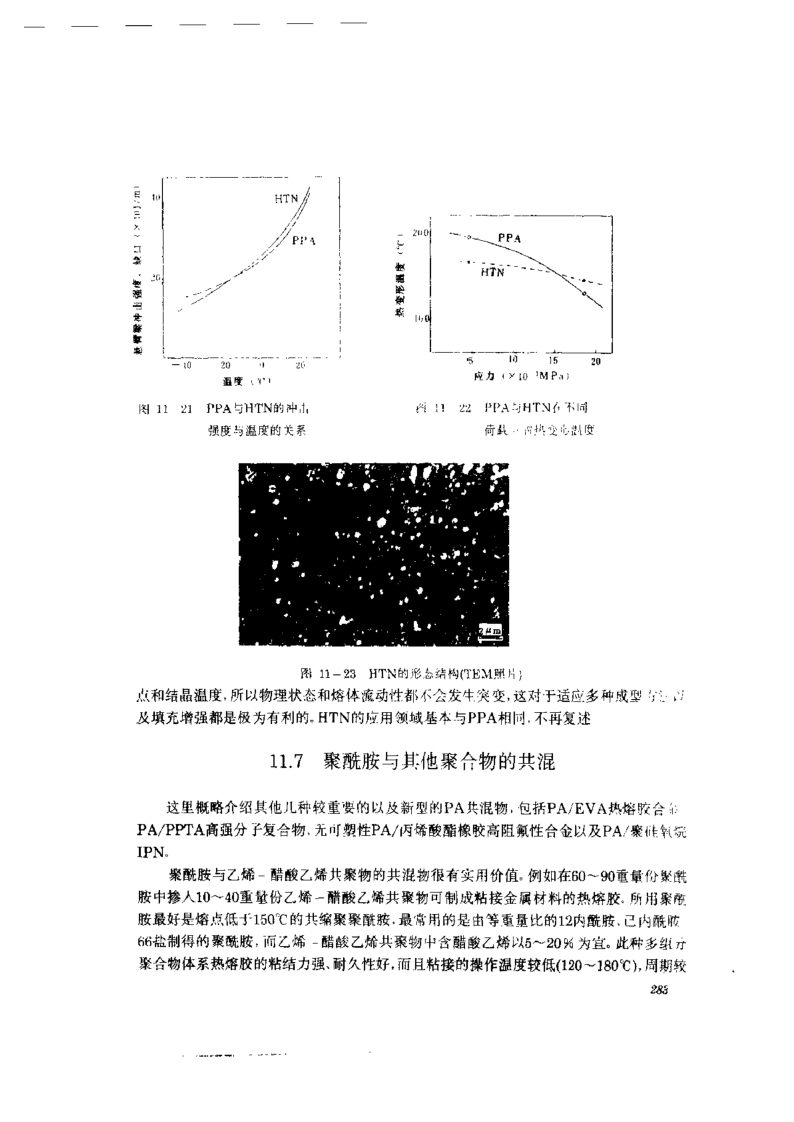 悬臂梁冲击强度，缺口（×10J/m）
40
20
HTN
PPA
-40 20 0 20
温度（℃）
图 11 21 PPA与HTN的冲击
强度与温度的关系
热变形温度（℃）
200
160
PPA
HTN
5 10 15 20
应力（×10⁻¹MPa）
图 11 22 PPA与HTN在不同
荷载下的热变形温度
2μm
图 11-23 HTN的形态结构(TEM照片)
点和结晶温度,所以物理状态和熔体流动性都不会发生突变,这对于适应多种成型
及填充增强都是极为有利的。HTN的应用领域基本与PPA相同,不再复述
11.7 聚酰胺与其他聚合物的共混
这里概略介绍其他几种较重要的以及新型的PA共混物,包括PA/EVA热熔胶合
PA/PPTA高强分子复合物、无可塑性PA/丙烯酸酯橡胶高阻氟性合金以及PA/聚硅氧烷
IPN。
聚酰胺与乙烯-醋酸乙烯共聚物的共混物很有实用价值。例如在60~90重量份聚酰
胺中掺入10~40重量份乙烯-醋酸乙烯共聚物可制成粘接金属材料的热熔胶。所用聚酰
胺最好是熔点低于150℃的共缩聚聚酰胺.最常用的是由等重量比的12内酰胺、己内酰胺
66盐制得的聚酰胺,而乙烯-醋酸乙烯共聚物中含醋酸乙烯以5~20%为宜。此种多组分
聚合物体系热熔胶的粘结力强、耐久性好,而且粘接的操作温度较低(120~180℃),周期较
285